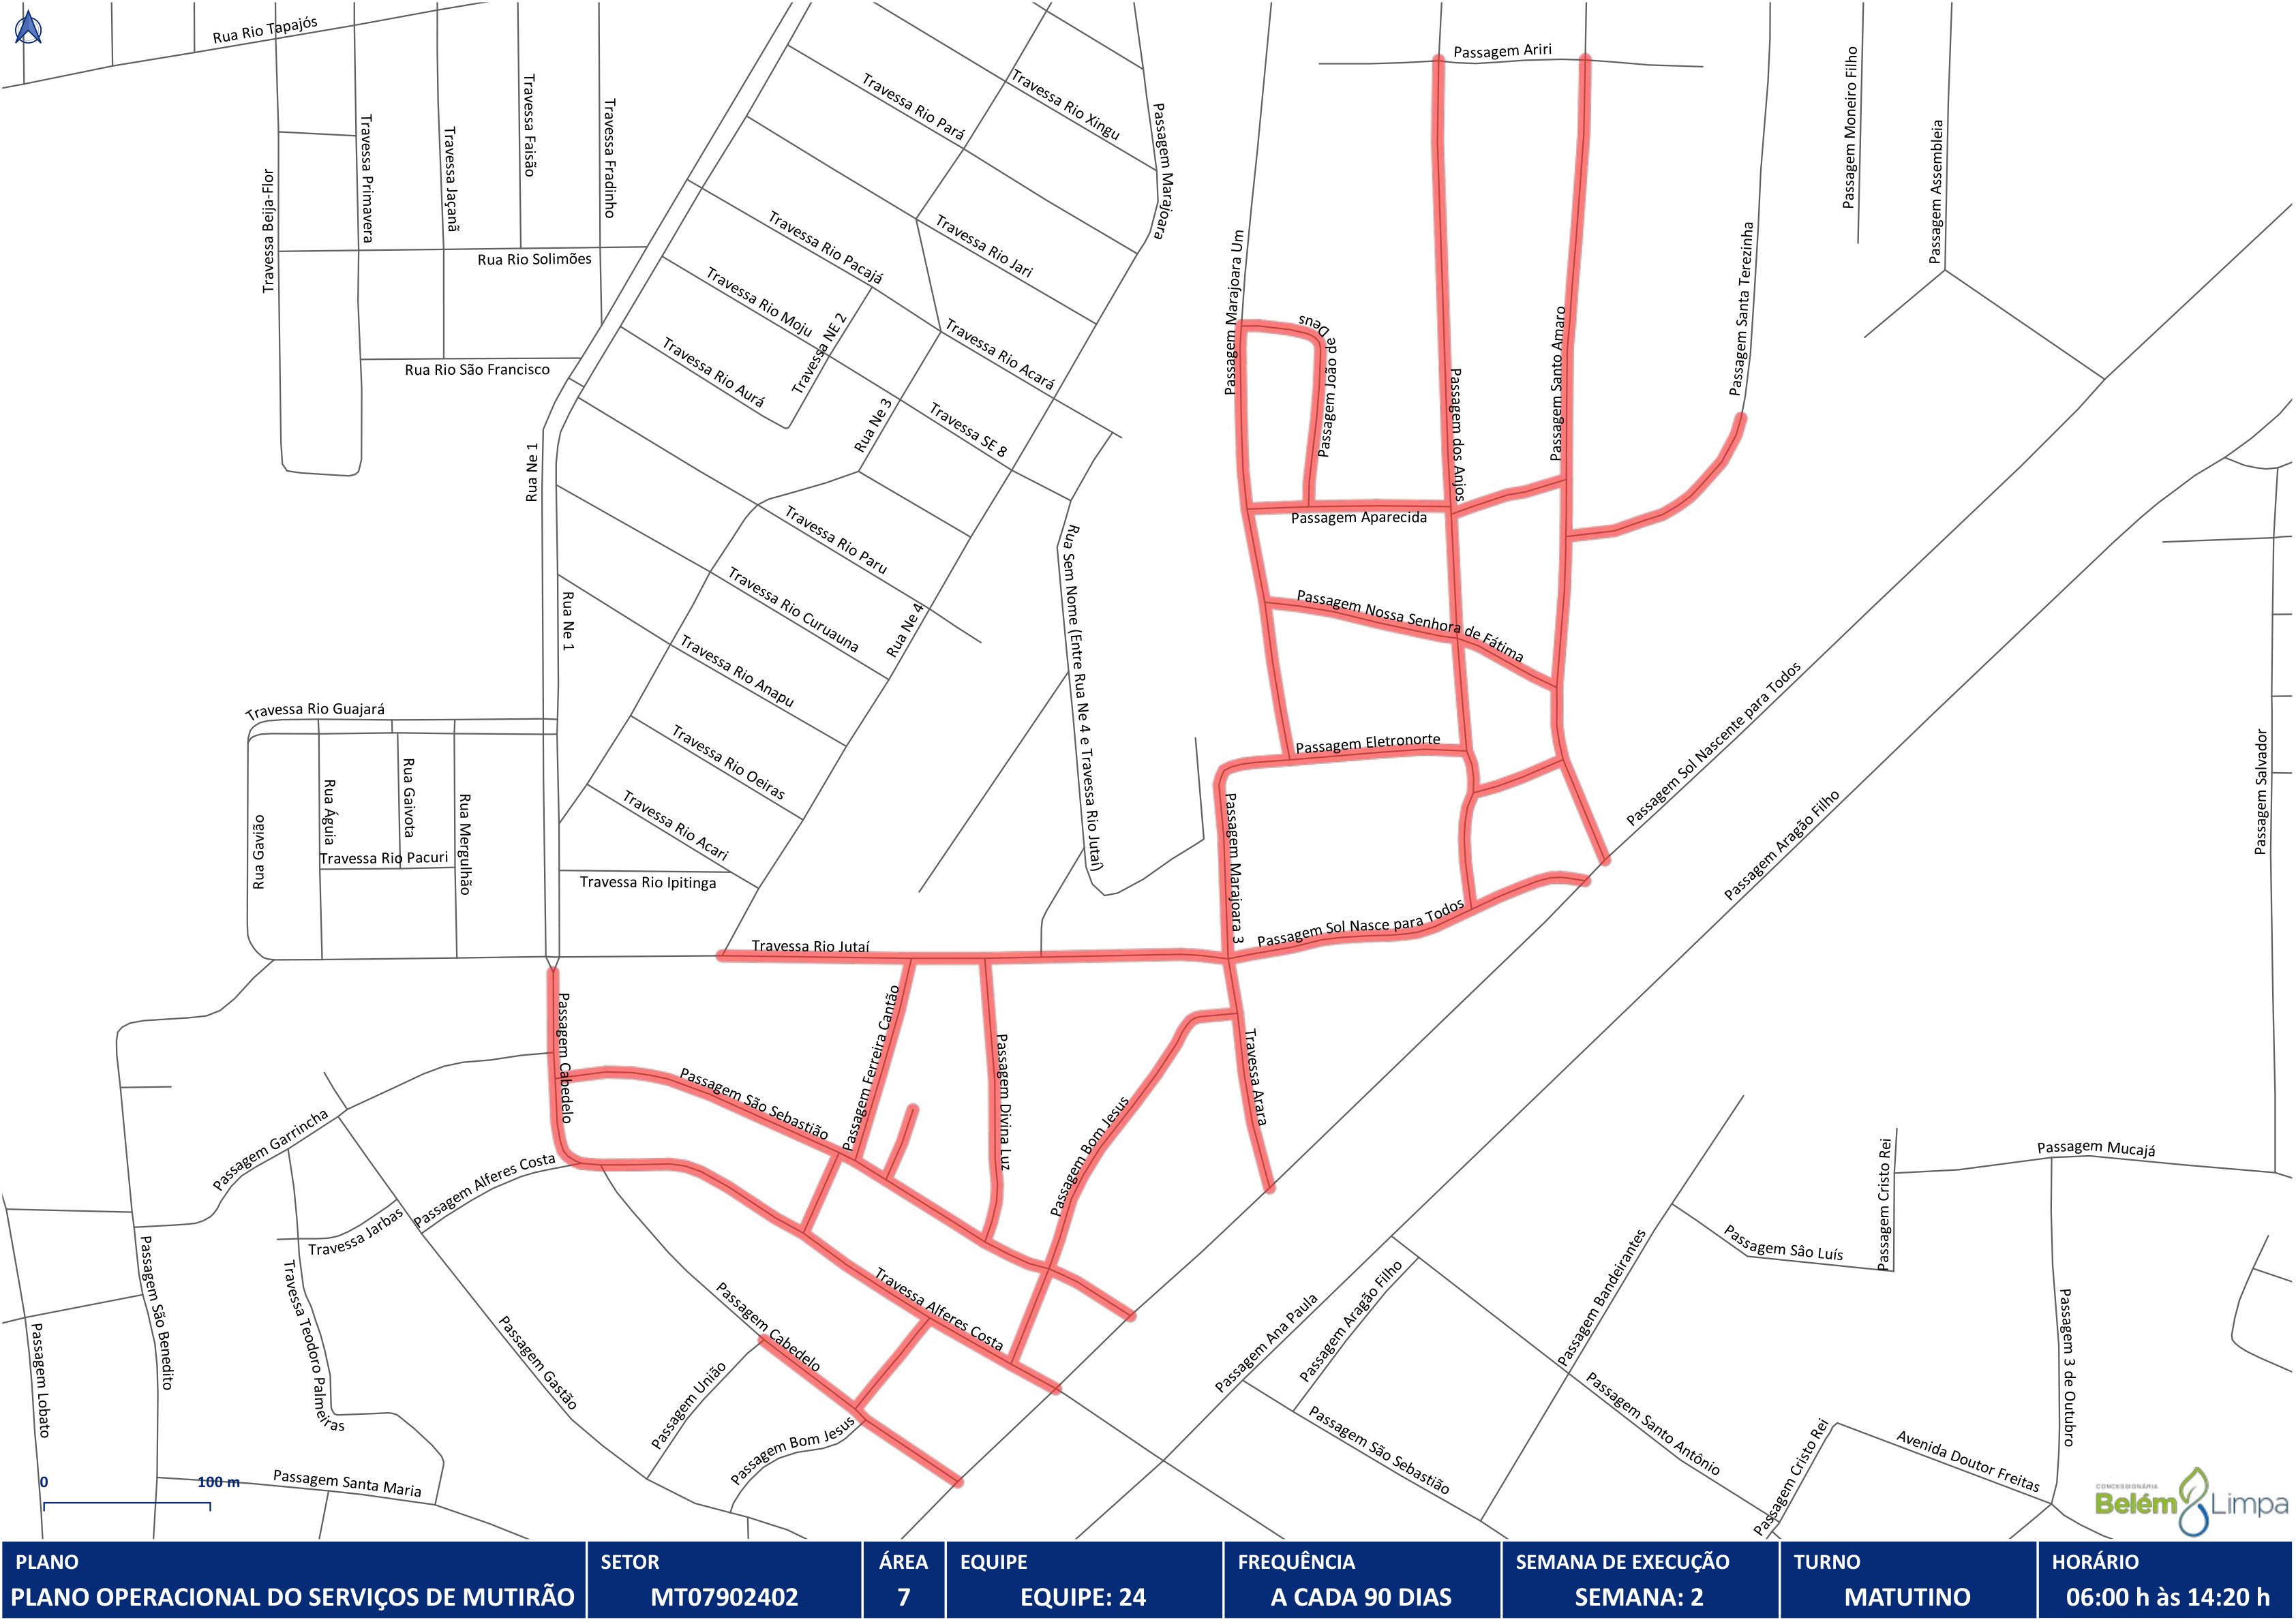 Rua Rio Tapajós
Passagem Ariri
Travessa Beija-Flor
Travessa Primavera
Travessa Jaçanã
Travessa Faisão
Travessa Fradinho
Travessa Rio Pará
Travessa Rio Xingu
Passagem Marajoara
Passagem Moneiro Filho
Passagem Assembleia
Rua Rio Solimões
Travessa Rio Pacajá
Travessa Rio Jari
Passagem Marajoara Um
Passagem Santa Terezinha
Rua Rio São Francisco
Travessa Rio Moju
Travessa NE 2
Travessa Rio Aurá
Travessa Rio Acará
Passagem João de Deus
Passagem dos Anjos
Passagem Santo Amaro
Rua Ne 1
Rua Ne 3
Travessa SE 8
Passagem Aparecida
Travessa Rio Paru
Travessa Rio Curuauna
Rua Ne 4
Rua Ne 1
Travessa Rio Anapu
Rua Sem Nome (Entre Rua Ne 4 e Travessa Rio Jutaí)
Passagem Nossa Senhora de Fátima
Travessa Rio Guajará
Travessa Rio Oeiras
Passagem Eletronorte
Passagem Sol Nascente para Todos
Passagem Aragão Filho
Passagem Salvador
Rua Gavião
Rua Águia
Rua Gaivota
Rua Mergulhão
Travessa Rio Pacuri
Travessa Rio Acari
Travessa Rio Ipitinga
Passagem Marajoara 3
Travessa Rio Jutaí
Passagem Sol Nasce para Todos
Passagem Cabedelo
Passagem Ferreira Cantão
Passagem Divina Luz
Passagem São Sebastião
Passagem Bom Jesus
Travessa Arara
Passagem Garrincha
Passagem Alferes Costa
Travessa Jarbas
Passagem Cristo Rei
Passagem Mucajá
Passagem São Benedito
Travessa Teodoro Palmeiras
Passagem Sâo Luís
Passagem Bandeirantes
Passagem Lobato
Passagem Gastão
Passagem Cabedelo
Travessa Alferes Costa
Passagem União
Passagem Bom Jesus
Passagem Ana Paula
Passagem Aragão Filho
Passagem São Sebastião
Passagem Santo Antônio
Passagem Cristo Rei
Avenida Doutor Freitas
Passagem 3 de Outubro
Passagem Santa Maria
0 100 m
CONCESSIONÁRIA
Belém Limpa
PLANO
PLANO OPERACIONAL DO SERVIÇOS DE MUTIRÃO
SETOR
MT07902402
ÁREA
7
EQUIPE
EQUIPE: 24
FREQUÊNCIA
A CADA 90 DIAS
SEMANA DE EXECUÇÃO
SEMANA: 2
TURNO
MATUTINO
HORÁRIO
06:00 h às 14:20 h